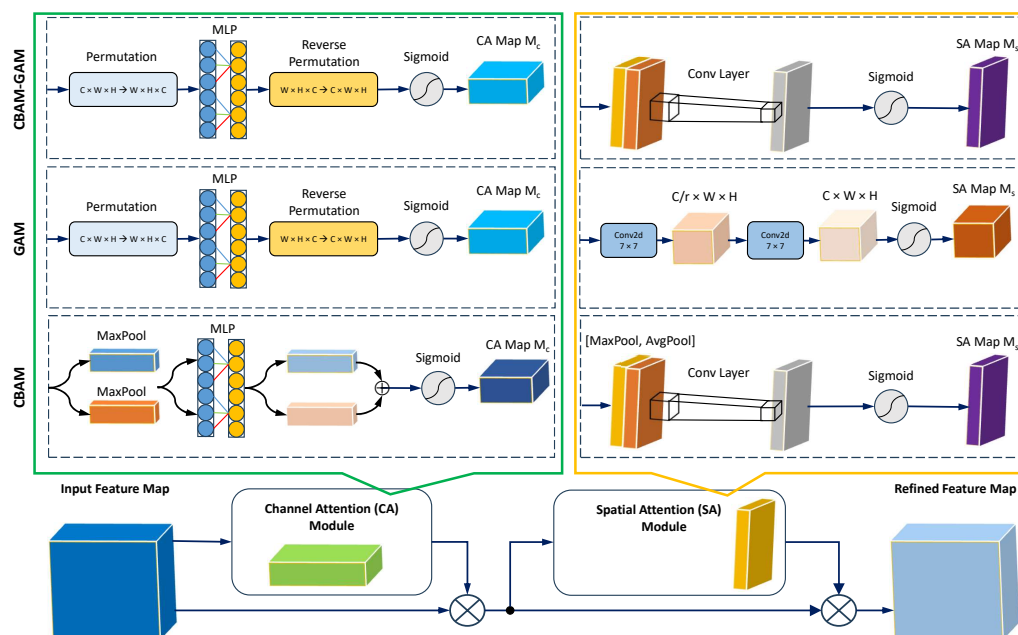 CBAM-GAM
Permutation
C × W × H → W × H × C
MLP
Reverse
Permutation
W × H × C → C × W × H
Sigmoid
CA Map Mc
Conv Layer
Sigmoid
SA Map Ms
GAM
Permutation
C × W × H → W × H × C
MLP
Reverse
Permutation
W × H × C → C × W × H
Sigmoid
CA Map Mc
Conv2d
7 × 7
C/r × W × H
Conv2d
7 × 7
C × W × H
Sigmoid
SA Map Ms
CBAM
MaxPool
MaxPool
MLP
Sigmoid
CA Map Mc
[MaxPool, AvgPool]
Conv Layer
Sigmoid
SA Map Ms
Input Feature Map
Channel Attention (CA)
Module
Spatial Attention (SA)
Module
Refined Feature Map